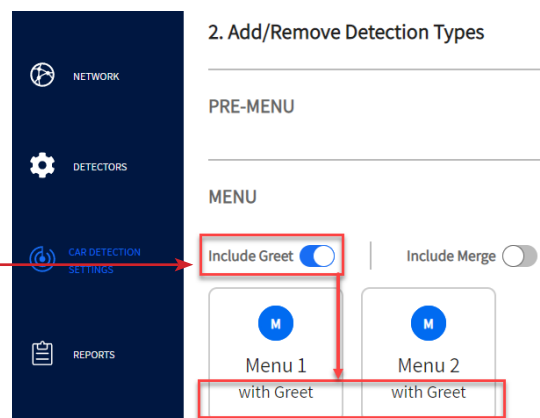 2. Add/Remove Detection Types
NETWORK
PRE-MENU
DETECTORS
MENU
CAR DETECTION
SETTINGS
Include Greet
Include Merge
M
M
Menu 1
Menu 2
REPORTS
with Greet
with Greet